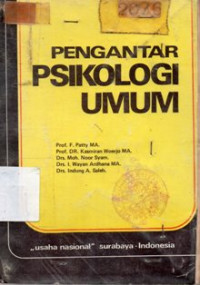 PENGANTAR
PSIKOLOGI
UMUM
Prof. F. Patty MA.
Prof. DR. Kasmiran Woerjo MA.
Drs. Moh. Noor Syam.
Drs. I. Wayan Ardhana MA.
Drs. Indung A. Saleh.
„usaha nasional" surabaya - Indonesia